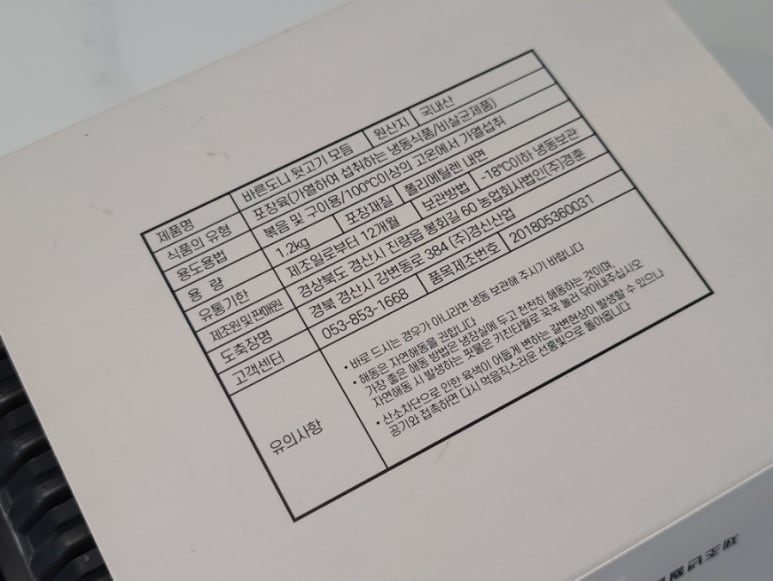 제품명 바른도니 뒷고기 모듬 원산지 국내산
식품의 유형 포장육(가열하여 섭취하는 냉동식품/비살균제품)
용도용법 볶음 및 구이용/100℃이상의 고온에서 가열섭취
용 량 1.2kg 포장재질 폴리에틸렌 내면
유통기한 제조일로부터 12개월 보관방법 -18℃이하 냉동보관
제조원 및 판매원 경상북도 경산시 진량읍 봉회길 60 농업회사법인(주)경훈
도축장명 경북 경산시 강변동로 384 (주)경신산업
고객센터 053-853-1668 품목제조번호 201805360031
유의사항
• 바로 드시는 경우가 아니라면 냉동 보관해 주시기 바랍니다
• 해동은 자연해동을 권합니다
가장 좋은 해동 방법은 냉장실에 두고 천천히 해동하는 것이며,
자연해동 시 발생하는 핏물은 키친타월로 꾹꾹 눌러 닦아내주십시오
• 산소차단으로 인한 육색이 어둡게 변하는 갈변현상이 발생할 수 있으나
공기와 접촉하면 다시 먹음직스러운 선홍빛으로 돌아옵니다